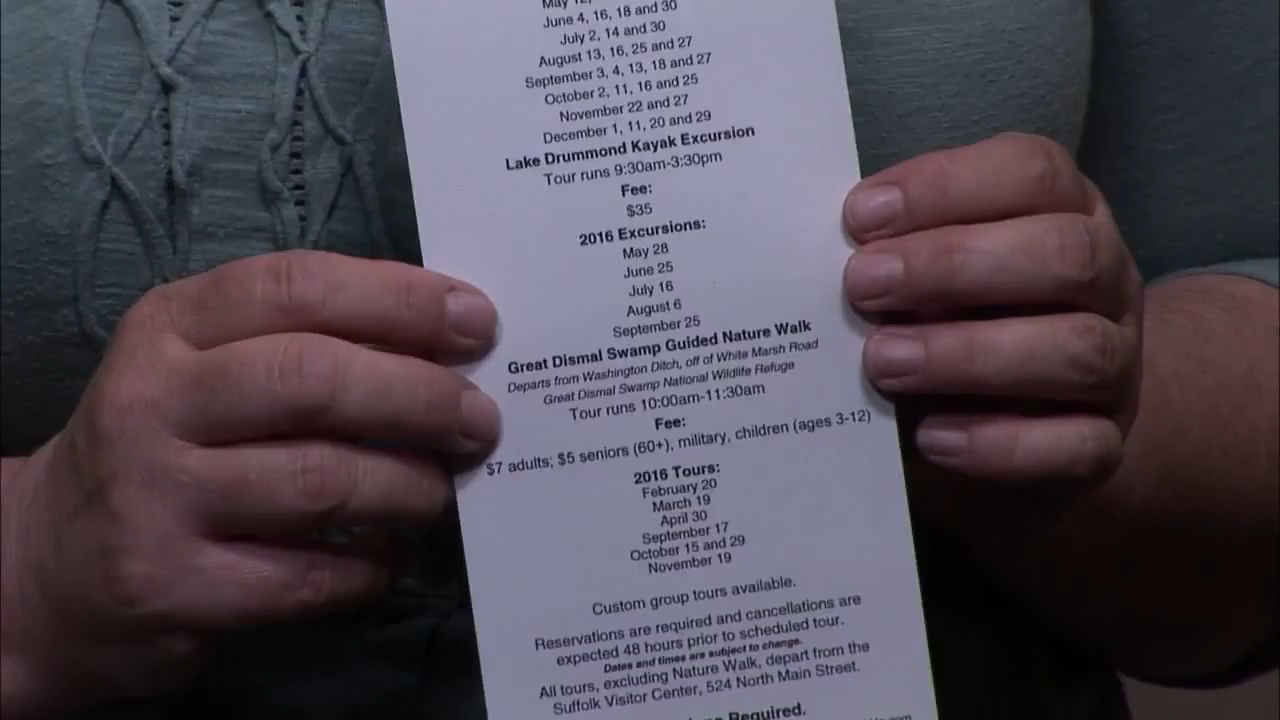 May 12,
June 4, 16, 18 and 30
July 2, 14 and 30
August 13, 16, 25 and 27
September 3, 4, 13, 18 and 27
October 2, 11, 16 and 25
November 22 and 27
December 1, 11, 20 and 29
Lake Drummond Kayak Excursion
Tour runs 9:30am-3:30pm
Fee:
$35
2016 Excursions:
May 28
June 25
July 16
August 6
September 25
Great Dismal Swamp Guided Nature Walk
Departs from Washington Ditch, off of White Marsh Road
Great Dismal Swamp National Wildlife Refuge
Tour runs 10:00am-11:30am
Fee:
$7 adults; $5 seniors (60+), military, children (ages 3-12)
2016 Tours:
February 20
March 19
April 30
September 17
October 15 and 29
November 19
Custom group tours available.
Reservations are required and cancellations are
expected 48 hours prior to scheduled tour.
Dates and times are subject to change.
All tours, excluding Nature Walk, depart from the
Suffolk Visitor Center, 524 North Main Street.
Required.